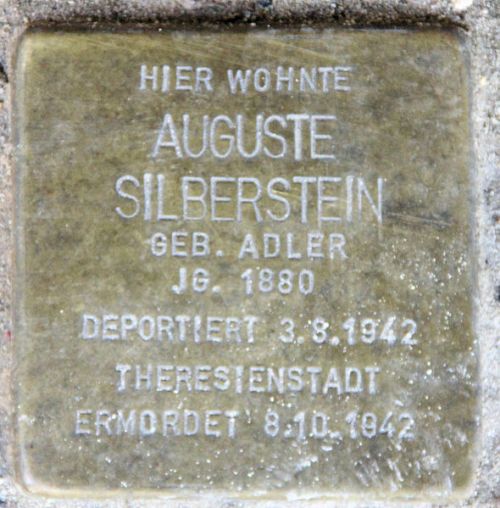 HIER WOHNTE
AUGUSTE
SILBERSTEIN
GEB. ADLER
JG. 1880
DEPORTIERT 3.8.1942
THERESIENSTADT
ERMORDET 8.10.1942